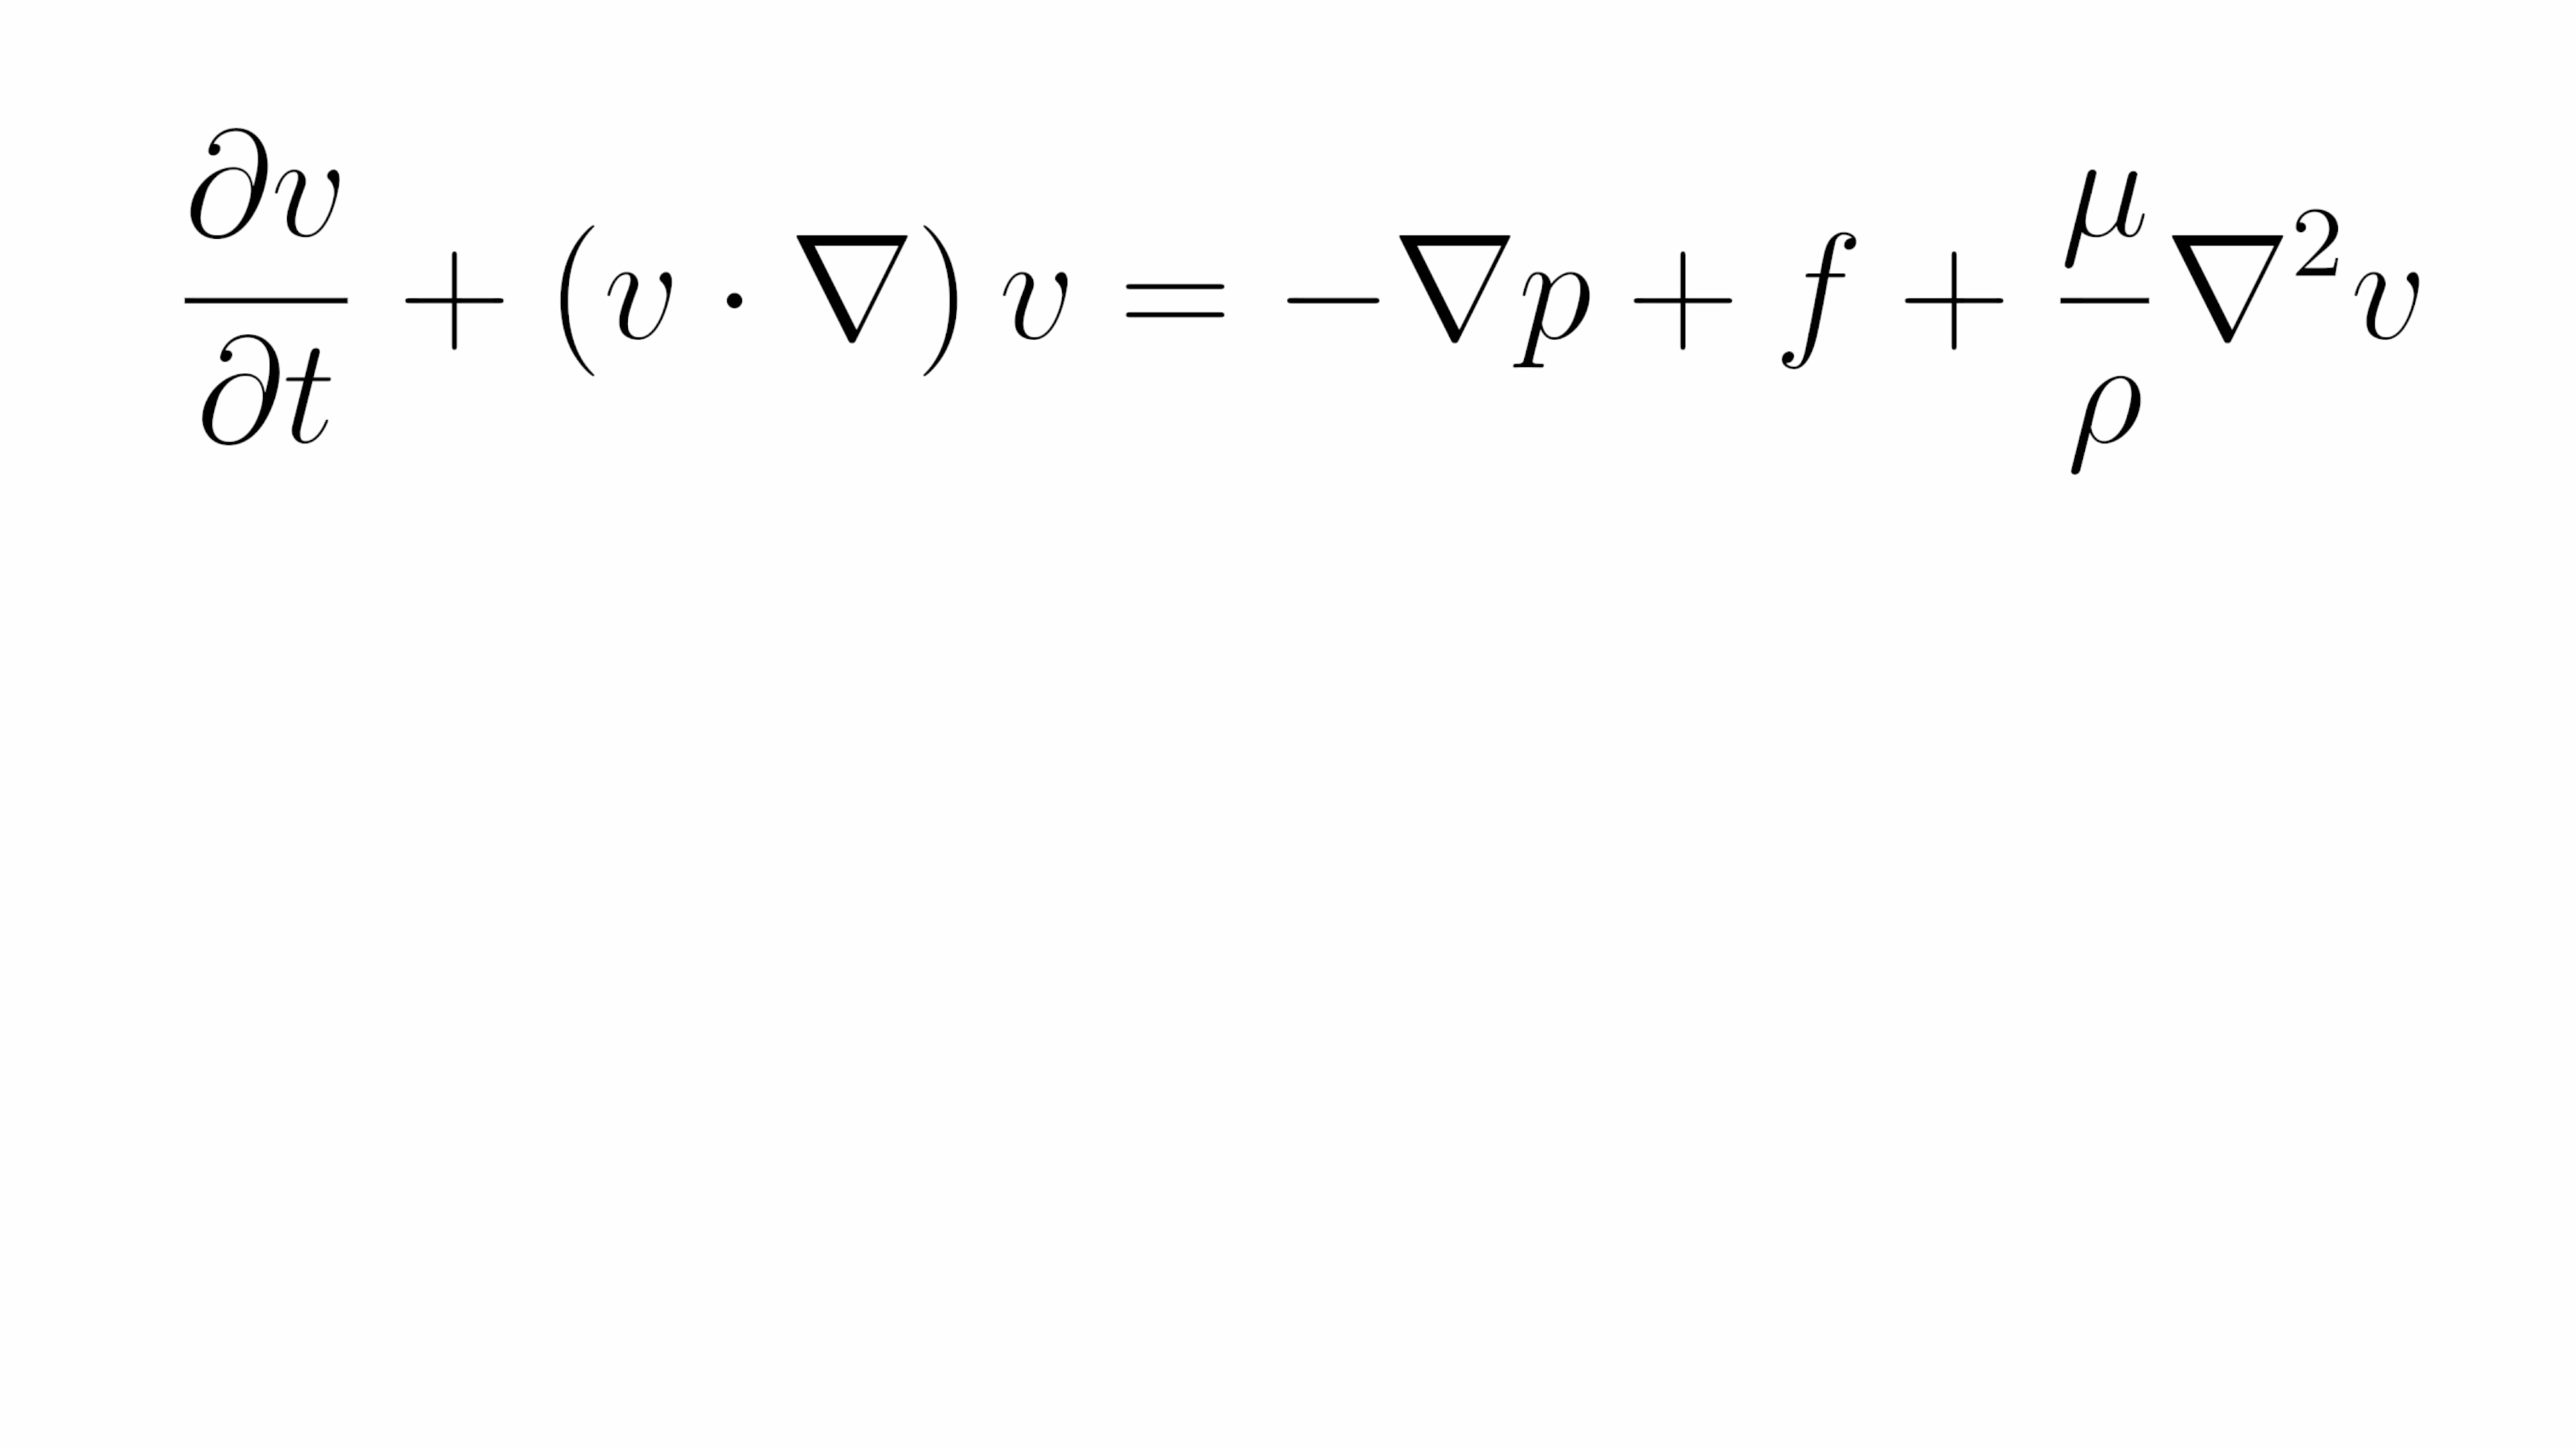 ∂v/∂t + (v · ∇) v = −∇p + f + μ/ρ ∇²v